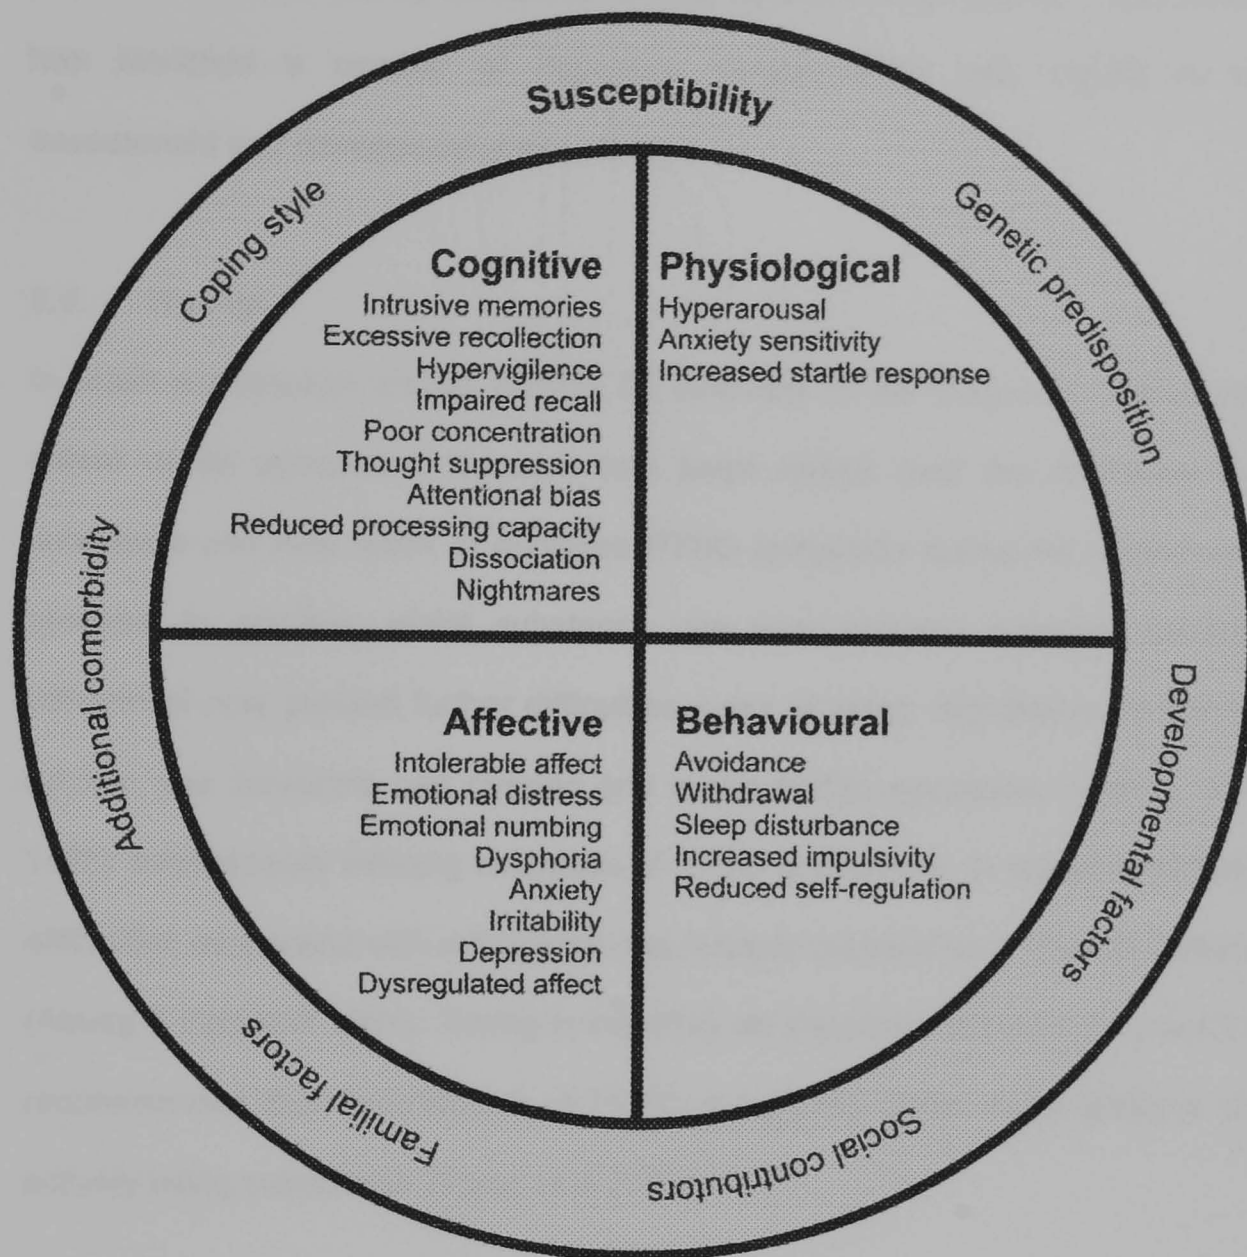 Susceptibility
Genetic predisposition
Developmental factors
Social contributors
Familial factors
Additional comorbidity
Coping style
Cognitive
Intrusive memories
Excessive recollection
Hypervigilence
Impaired recall
Poor concentration
Thought suppression
Attentional bias
Reduced processing capacity
Dissociation
Nightmares
Physiological
Hyperarousal
Anxiety sensitivity
Increased startle response
Affective
Intolerable affect
Emotional distress
Emotional numbing
Dysphoria
Anxiety
Irritability
Depression
Dysregulated affect
Behavioural
Avoidance
Withdrawal
Sleep disturbance
Increased impulsivity
Reduced self-regulation